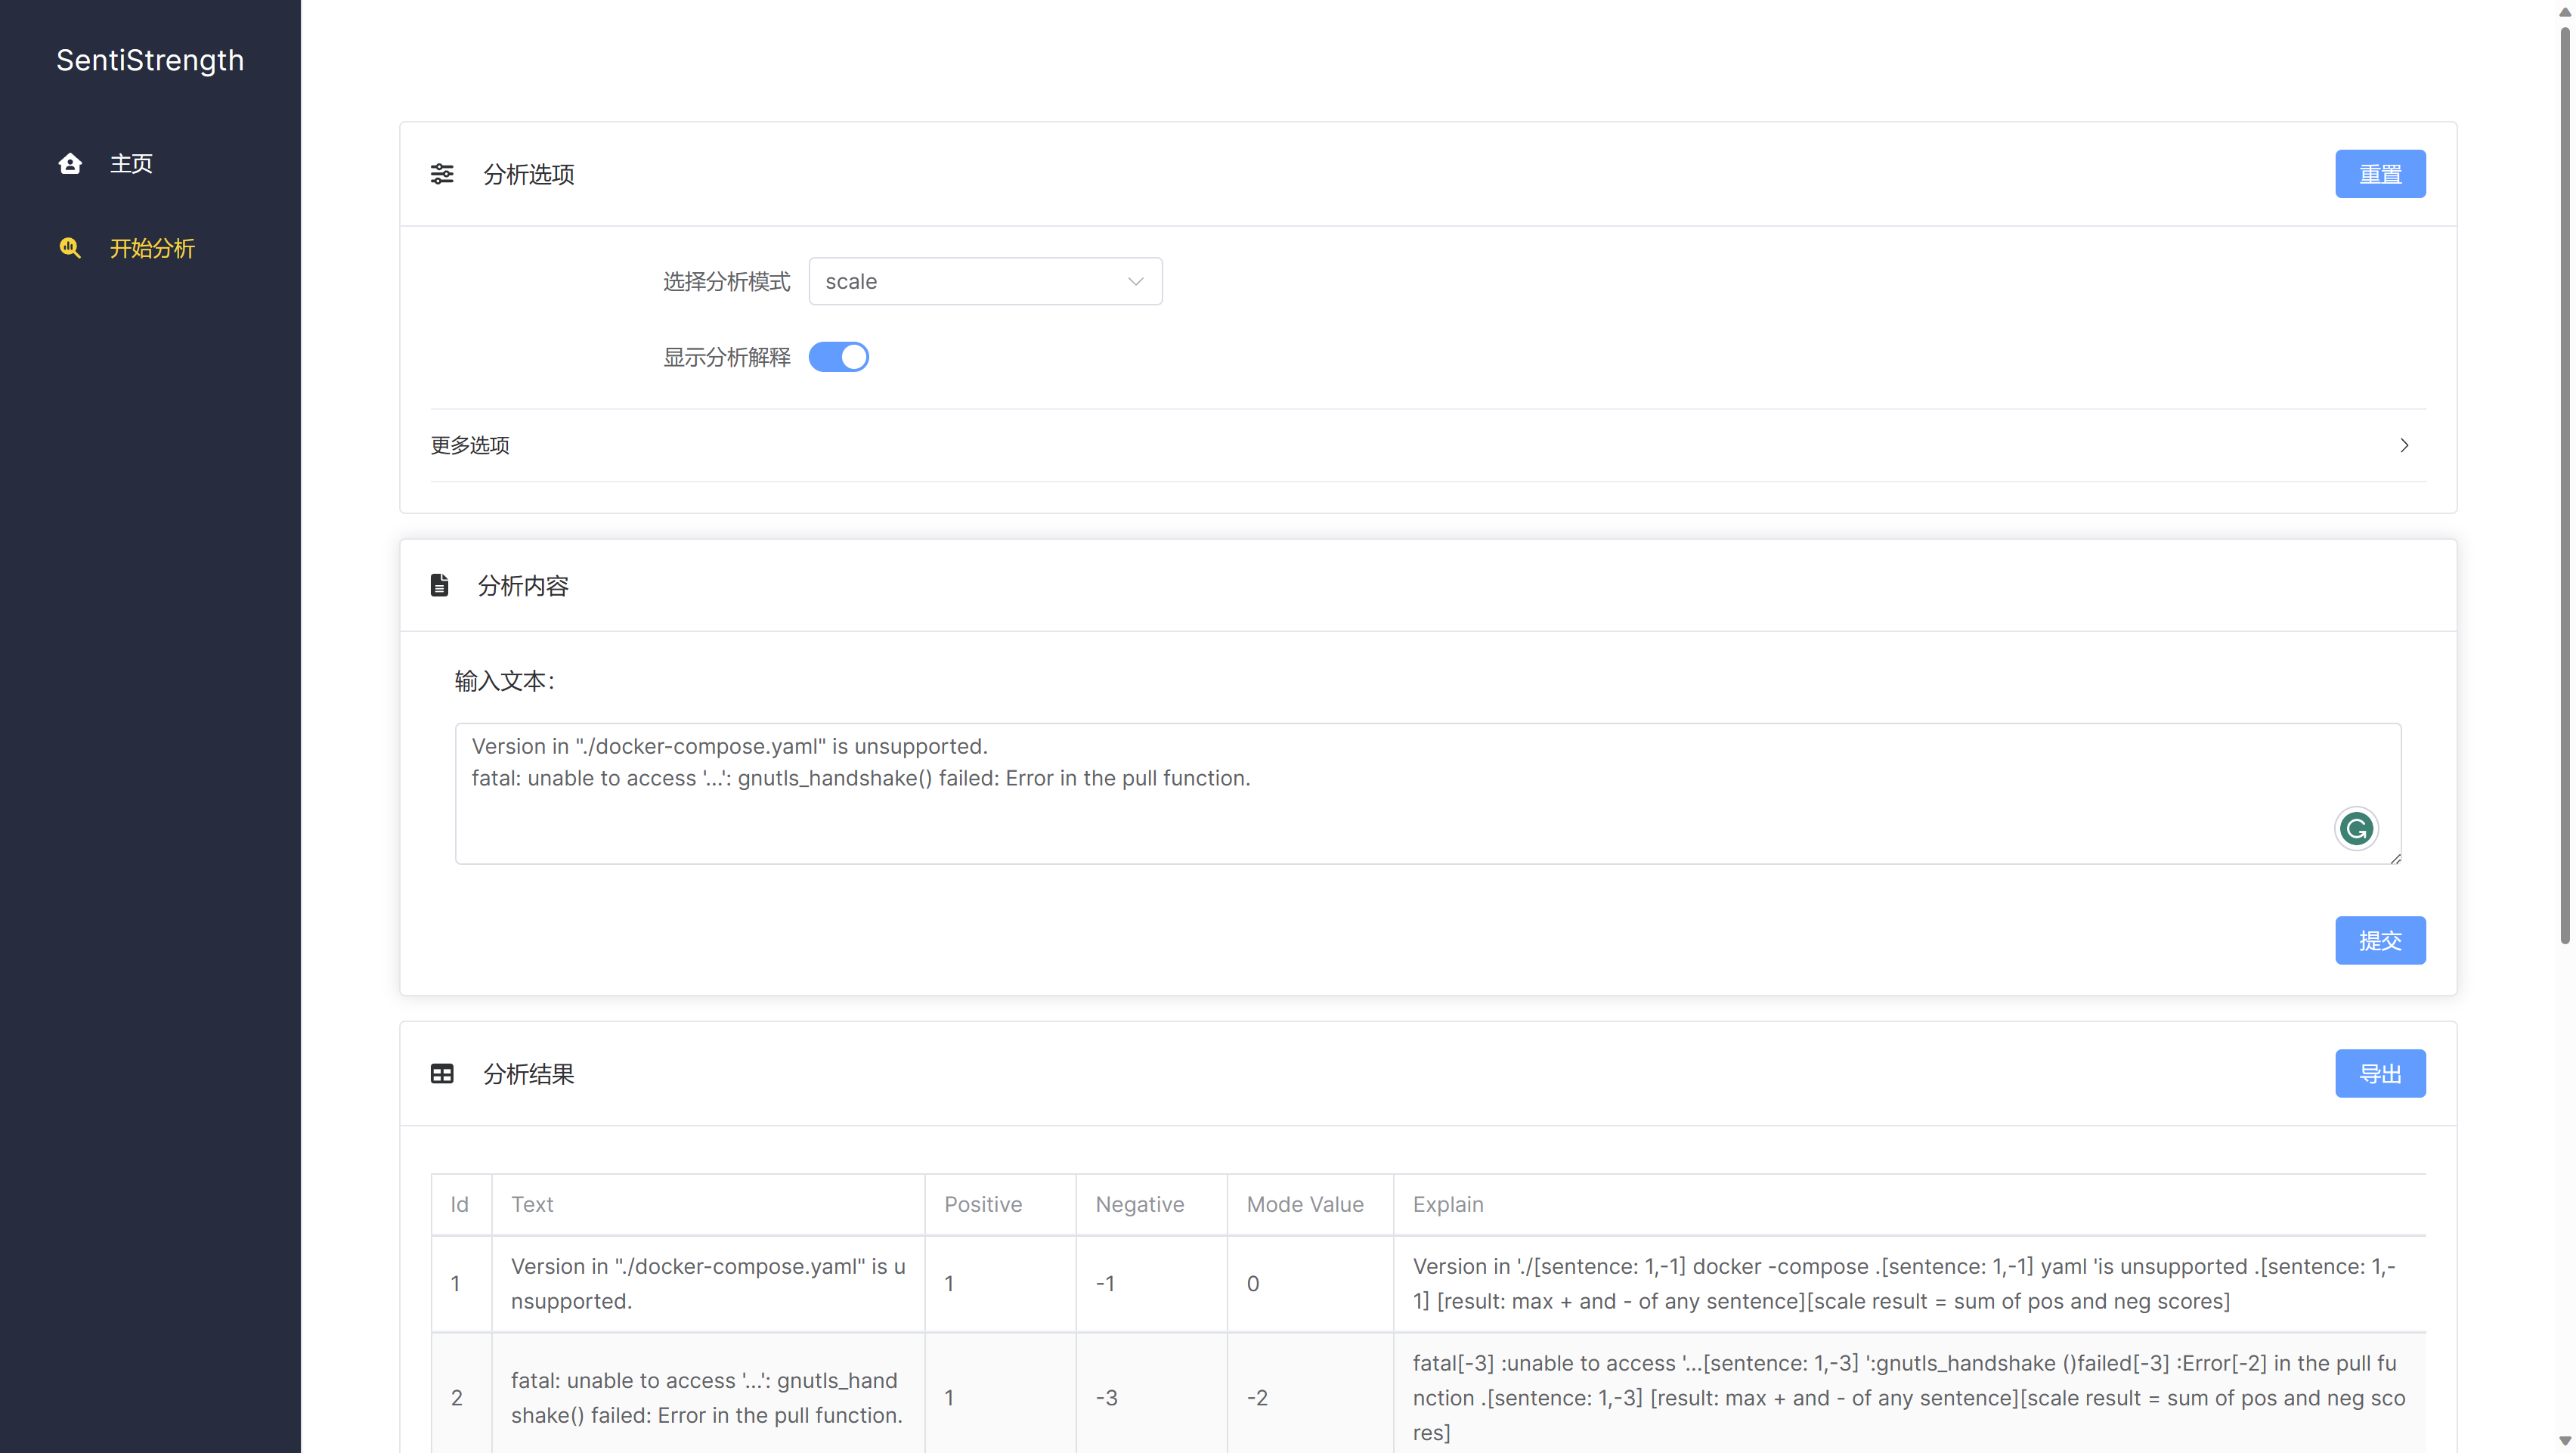 SentiStrength
主页
开始分析
分析选项
重置
选择分析模式
scale
显示分析解释
更多选项
分析内容
输入文本：
Version in "./docker-compose.yaml" is unsupported.
fatal: unable to access '...': gnutls_handshake() failed: Error in the pull function.
提交
分析结果
导出
Id Text Positive Negative Mode Value Explain
1
Version in "./docker-compose.yaml" is u
nsupported.
1
-1
0
Version in './[sentence: 1,-1] docker -compose .[sentence: 1,-1] yaml 'is unsupported .[sentence: 1,-
1] [result: max + and - of any sentence][scale result = sum of pos and neg scores]
2
fatal: unable to access '...': gnutls_hand
shake() failed: Error in the pull function.
1
-3
-2
fatal[-3] :unable to access '...[sentence: 1,-3] ':gnutls_handshake ()failed[-3] :Error[-2] in the pull fu
nction .[sentence: 1,-3] [result: max + and - of any sentence][scale result = sum of pos and neg sco
res]